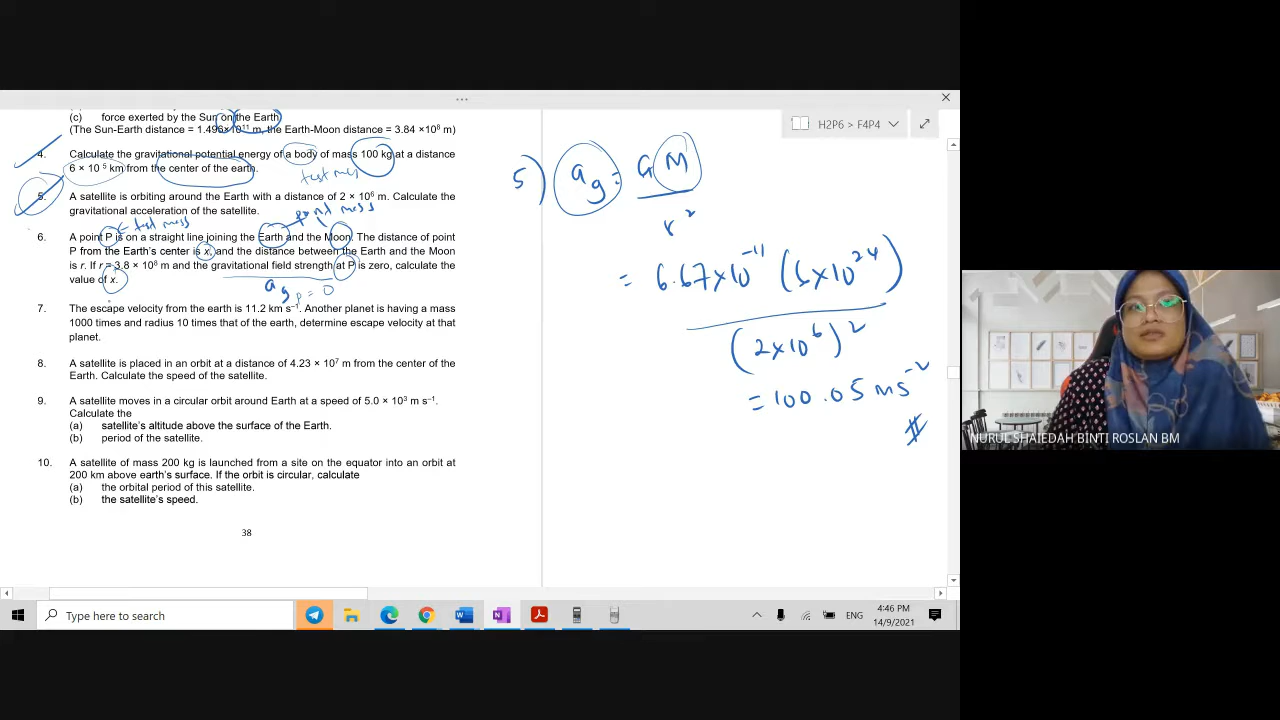 H2P6 > F4P4
(c) force exerted by the Sun on the Earth
(The Sun-Earth distance = 1.496×10¹¹ m, the Earth-Moon distance = 3.84 ×10⁸ m)
4. Calculate the gravitational potential energy of a body of mass 100 kg at a distance
6 × 10 ⁵ km from the center of the earth.
test mass
5. A satellite is orbiting around the Earth with a distance of 2 × 10⁶ m. Calculate the
gravitational acceleration of the satellite.
test mass
point mass
6. A point P is on a straight line joining the Earth and the Moon. The distance of point
P from the Earth's center is x, and the distance between the Earth and the Moon
is r. If r = 3.8 × 10⁸ m and the gravitational field strength at P is zero, calculate the
value of x.
a g P = 0
7. The escape velocity from the earth is 11.2 km s⁻¹. Another planet is having a mass
1000 times and radius 10 times that of the earth, determine escape velocity at that
planet.
8. A satellite is placed in an orbit at a distance of 4.23 × 10⁷ m from the center of the
Earth. Calculate the speed of the satellite.
9. A satellite moves in a circular orbit around Earth at a speed of 5.0 × 10³ m s⁻¹.
Calculate the
(a) satellite's altitude above the surface of the Earth.
(b) period of the satellite.
10. A satellite of mass 200 kg is launched from a site on the equator into an orbit at
200 km above earth's surface. If the orbit is circular, calculate
(a) the orbital period of this satellite.
(b) the satellite's speed.
38
5) a g = G M
r ²
= 6.67×10⁻¹¹ ( ×10²⁴)
(2×10⁶)²
= 100.05 ms⁻²
#
NURUL SHAIEDAH BINTI ROSLAN BM
Type here to search
ENG
4:46 PM
14/9/2021